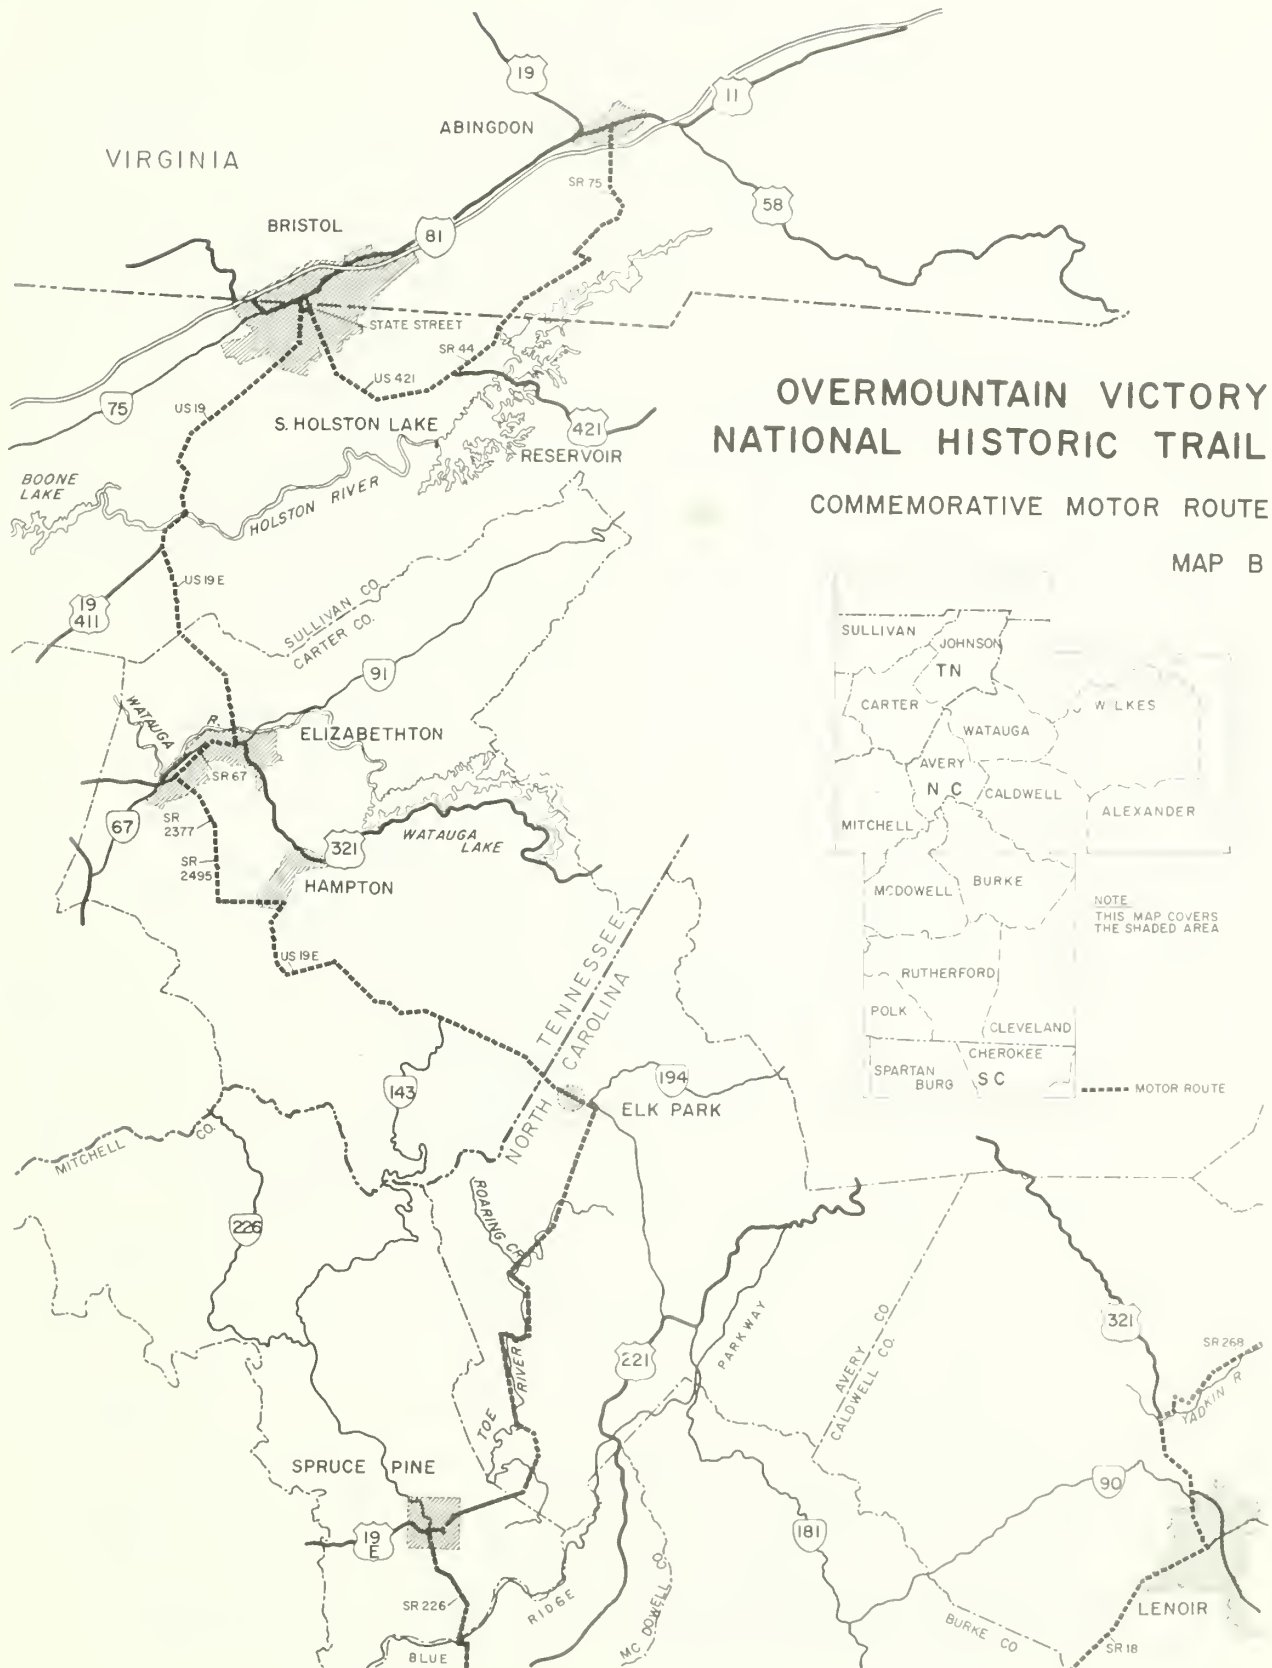 19
11
ABINGDON
VIRGINIA
SR 75
58
BRISTOL
81
STATE STREET
SR 44
US 421
OVERMOUNTAIN VICTORY
NATIONAL HISTORIC TRAIL
75
US 19
S. HOLSTON LAKE
421
RESERVOIR
BOONE
LAKE
HOLSTON RIVER
COMMEMORATIVE MOTOR ROUTE
MAP B
US 19E
19
411
SULLIVAN CO.
CARTER CO.
91
SULLIVAN
JOHNSON
TN
CARTER
WILKES
WATAUGA
AVERY
N C
CALDWELL
ALEXANDER
MITCHELL
MCDOWELL
BURKE
NOTE
THIS MAP COVERS
THE SHADED AREA
RUTHERFORD
POLK
CLEVELAND
CHEROKEE
SPARTAN
BURG
S C
MOTOR ROUTE
WATAUGA
R.
ELIZABETHTON
SR 67
67
SR
2377
321
WATAUGA
LAKE
SR
2495
HAMPTON
US 19E
TENNESSEE
NORTH CAROLINA
143
194
ELK PARK
MITCHELL CO.
226
ROARING CR.
321
SR 268
YADKIN R
PARKWAY
AVERY CO
CALDWELL CO.
221
RIVER
TOE
SPRUCE PINE
90
19
E
181
SR 226
RIDGE
MC DOWELL CO
BURKE CO
LENOIR
SR 18
BLUE